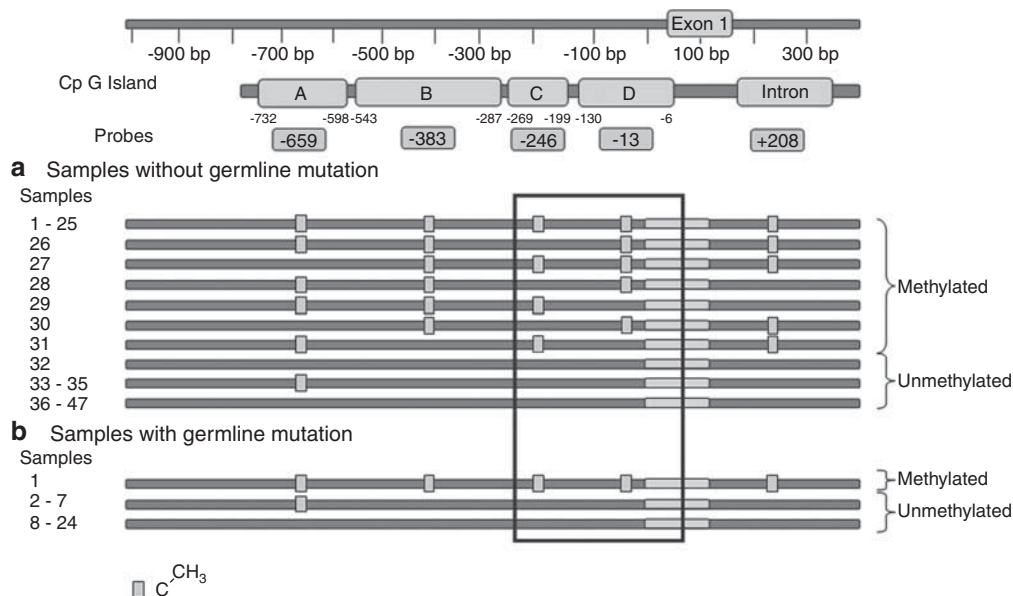 Exon 1
-900 bp -700 bp -500 bp -300 bp -100 bp 100 bp 300 bp
Cp G Island
A B C D Intron
-732 -598 -543 -287 -269 -199 -130 -6
Probes
-659 -383 -246 -13 +208
a Samples without germline mutation
Samples
1 - 25
26
27
28
29
30
31
32
33 - 35
36 - 47
Methylated
Unmethylated
b Samples with germline mutation
Samples
1
2 - 7
8 - 24
Methylated
Unmethylated
C CH3